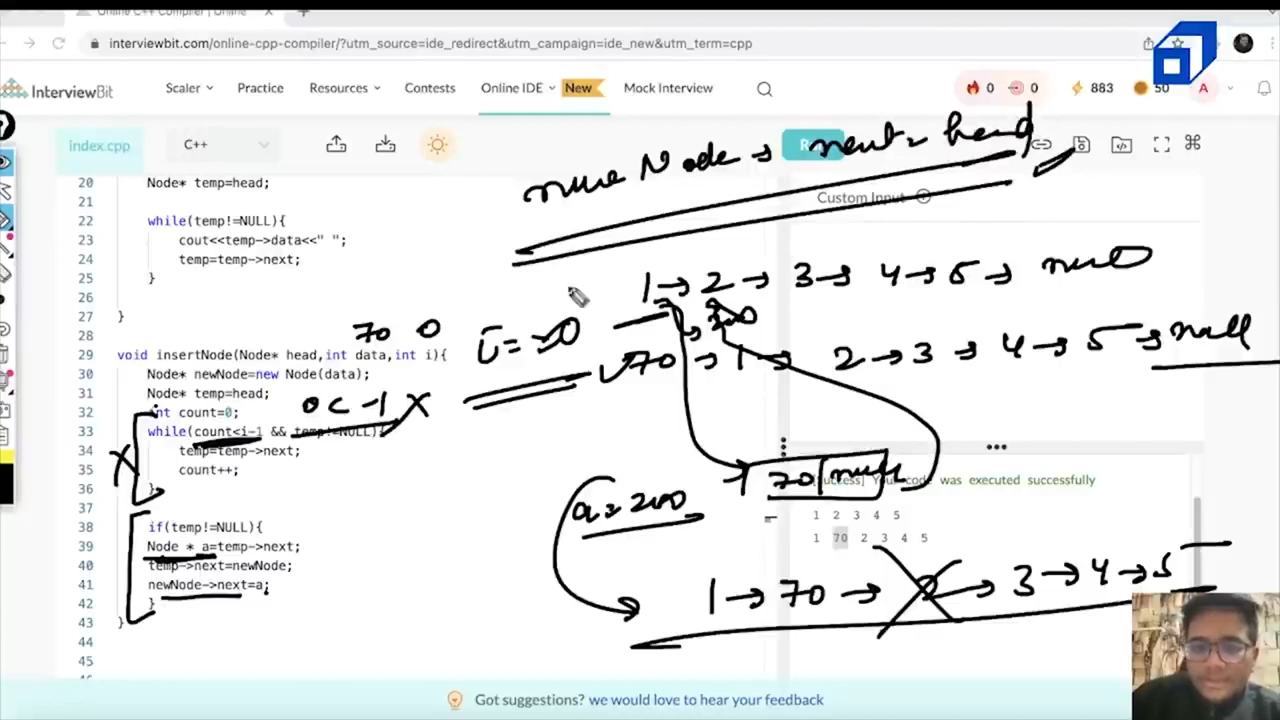 Online C++ Compiler | Online
interviewbit.com/online-cpp-compiler/?utm_source=ide_redirect&utm_campaign=ide_new&utm_term=cpp
InterviewBit
Scaler
Practice
Resources
Contests
Online IDE
New
Mock Interview
0
0
883
50
A
index.cpp
C++
Custom Input
head
20 Node* temp=head;
21
22 while(temp!=NULL){
23 cout<<temp->data<<" ";
24 temp=temp->next;
25 }
26
27 }
28
29 void insertNode(Node* head,int data,int i){
30 Node* newNode=new Node(data);
31 Node* temp=head;
32 int count=0;
33 while(count<i-1 && temp!=NULL){
34 temp=temp->next;
35 count++;
36 }
37
38 if(temp!=NULL){
39 Node * a=temp->next;
40 temp->next=newNode;
41 newNode->next=a;
42 }
43 }
44
45
70 0
0 < -1 X
X
1 → 2 → 3 → 4 → 5 → null
70 → 1 → 2 → 3 → 4 → 5 → null
70 | null
a = 200
1 → 70 → 2 → 3 → 4 → 5
[Success] Your code was executed successfully
1 2 3 4 5
1 70 2 3 4 5
Got suggestions? we would love to hear your feedback